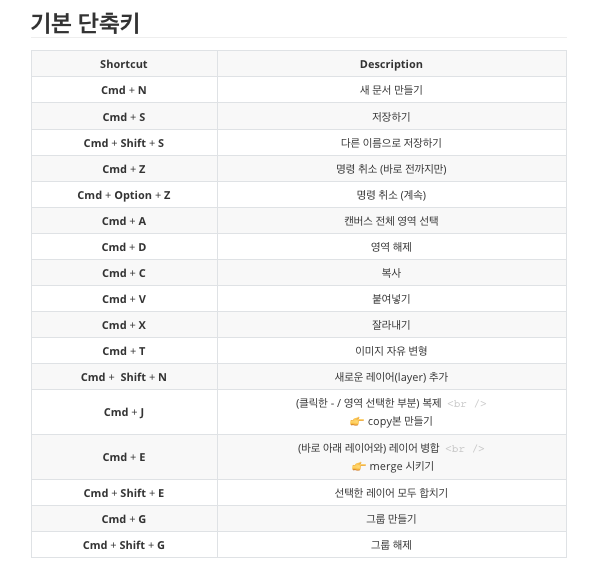 기본 단축키
Shortcut Description
Cmd + N 새 문서 만들기
Cmd + S 저장하기
Cmd + Shift + S 다른 이름으로 저장하기
Cmd + Z 명령 취소 (바로 전까지만)
Cmd + Option + Z 명령 취소 (계속)
Cmd + A 캔버스 전체 영역 선택
Cmd + D 영역 해제
Cmd + C 복사
Cmd + V 붙여넣기
Cmd + X 잘라내기
Cmd + T 이미지 자유 변형
Cmd + Shift + N 새로운 레이어(layer) 추가
Cmd + J (클릭한 - / 영역 선택한 부분) 복제 <br />
👉 copy본 만들기
Cmd + E (바로 아래 레이어와) 레이어 병합 <br />
👉 merge 시키기
Cmd + Shift + E 선택한 레이어 모두 합치기
Cmd + G 그룹 만들기
Cmd + Shift + G 그룹 해제